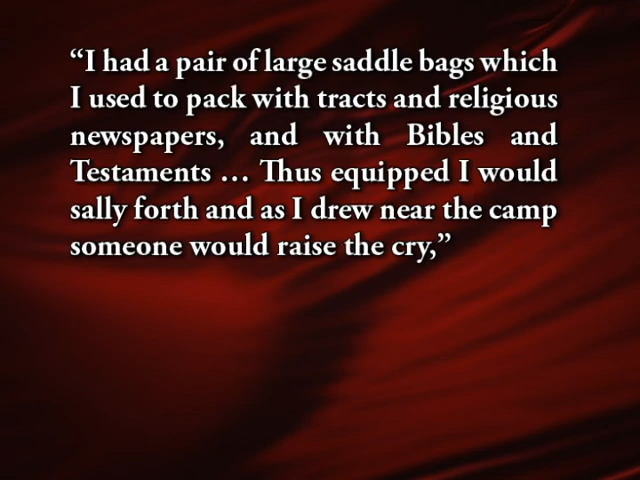 “I had a pair of large saddle bags which
I used to pack with tracts and religious
newspapers, and with Bibles and
Testaments … Thus equipped I would
sally forth and as I drew near the camp
someone would raise the cry,”